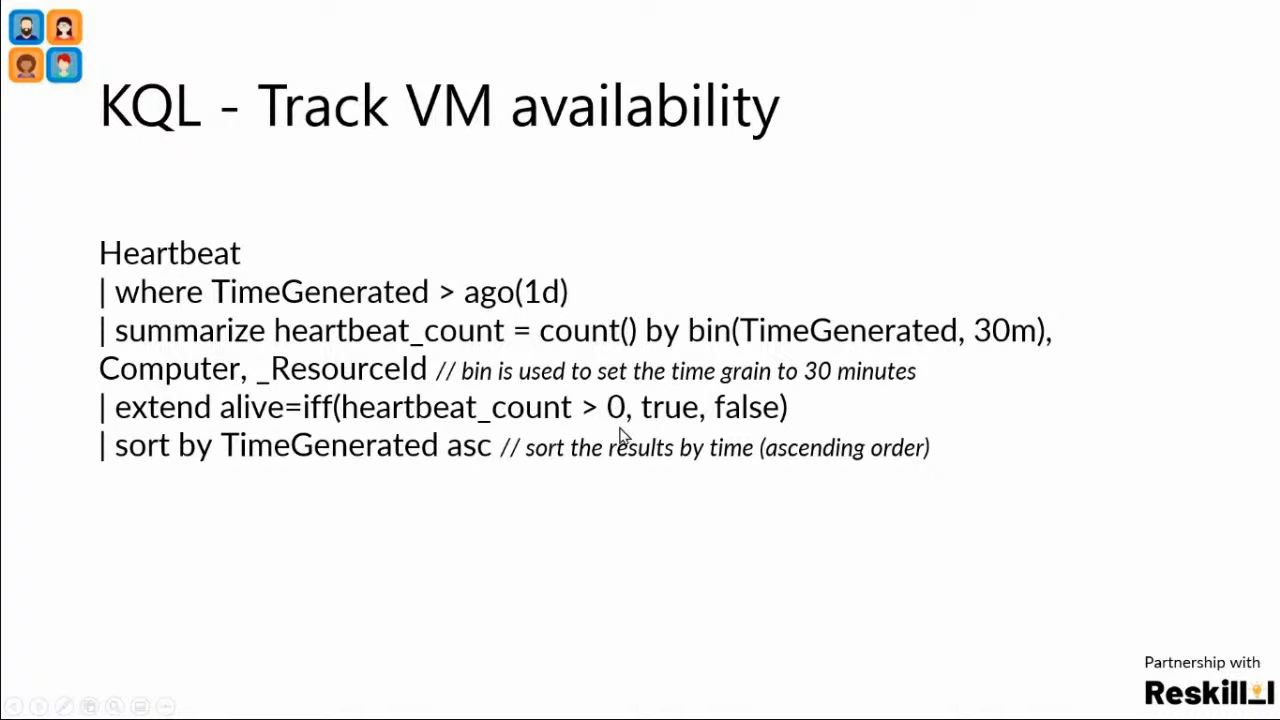 KQL - Track VM availability
Heartbeat
| where TimeGenerated > ago(1d)
| summarize heartbeat_count = count() by bin(TimeGenerated, 30m),
Computer, _ResourceId // bin is used to set the time grain to 30 minutes
| extend alive=iff(heartbeat_count > 0, true, false)
| sort by TimeGenerated asc // sort the results by time (ascending order)
Partnership with
Reskilll